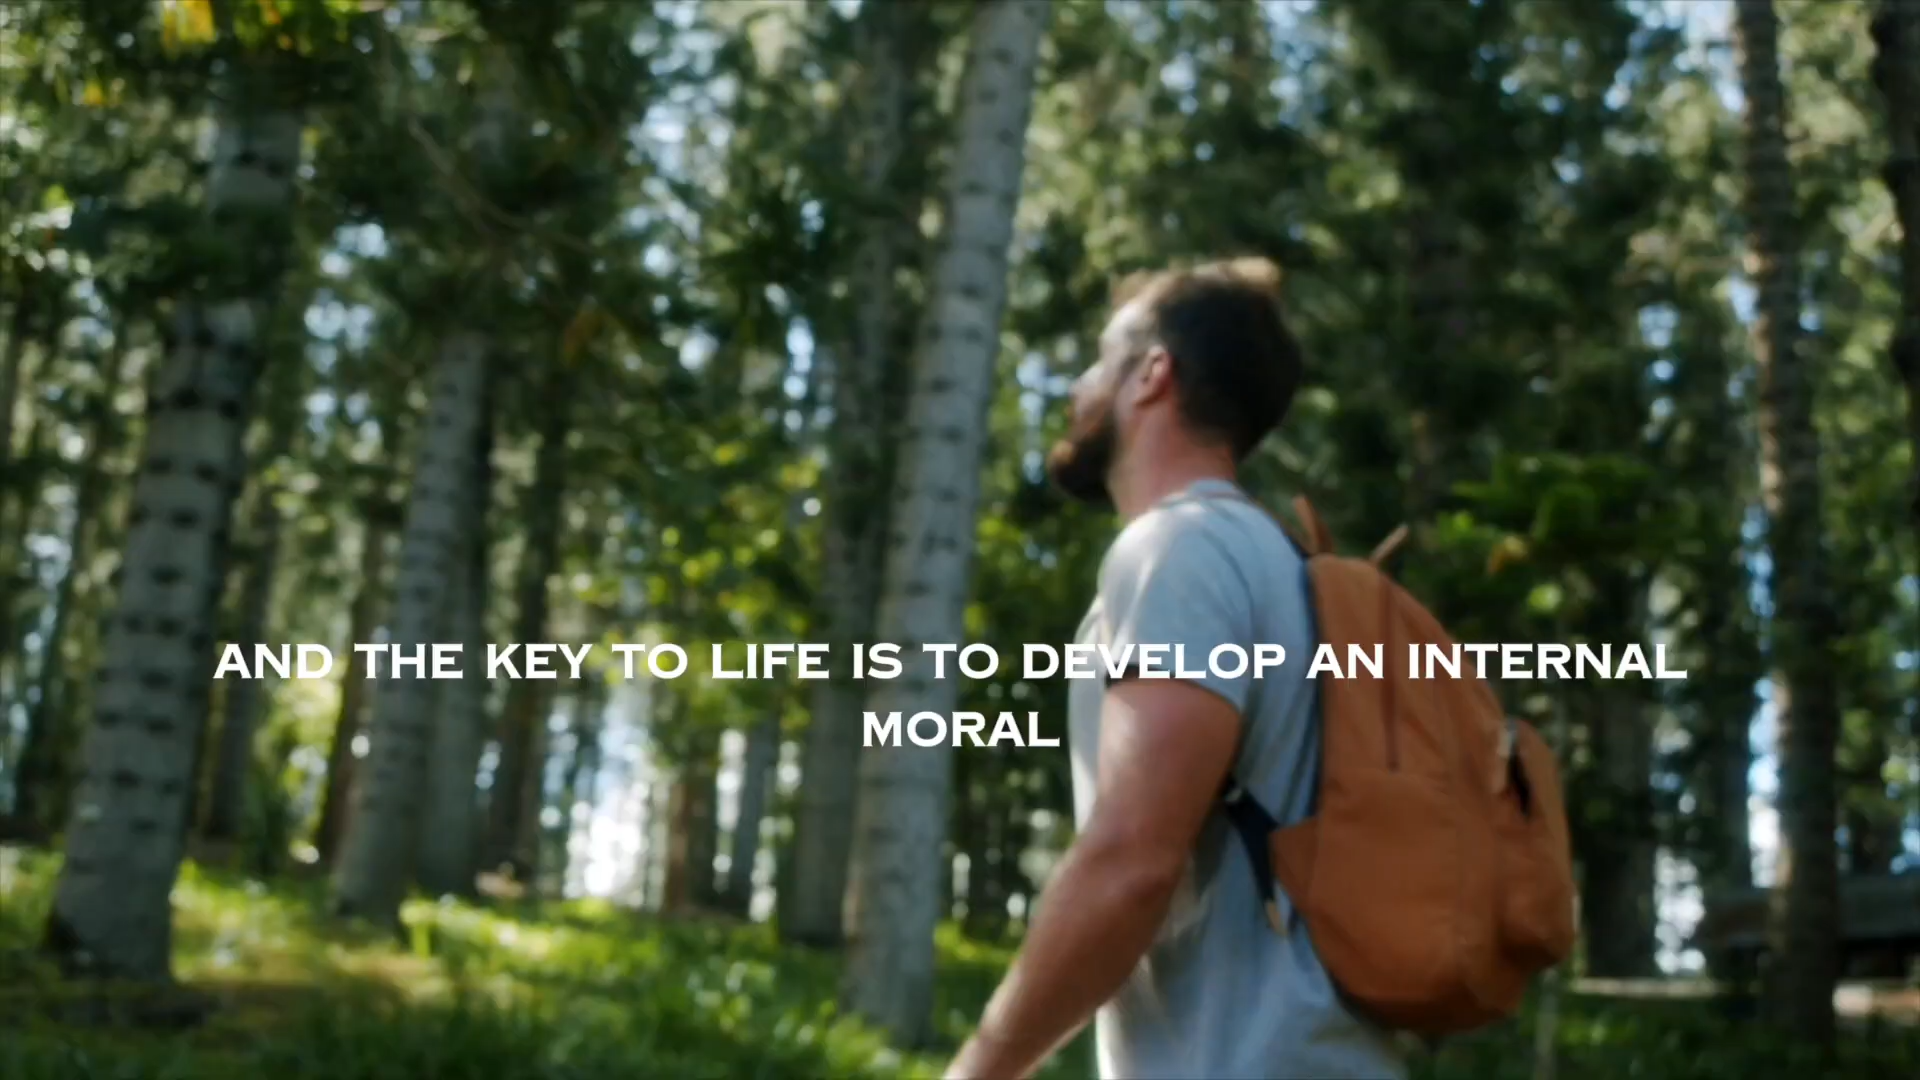 AND THE KEY TO LIFE IS TO DEVELOP AN INTERNAL
MORAL